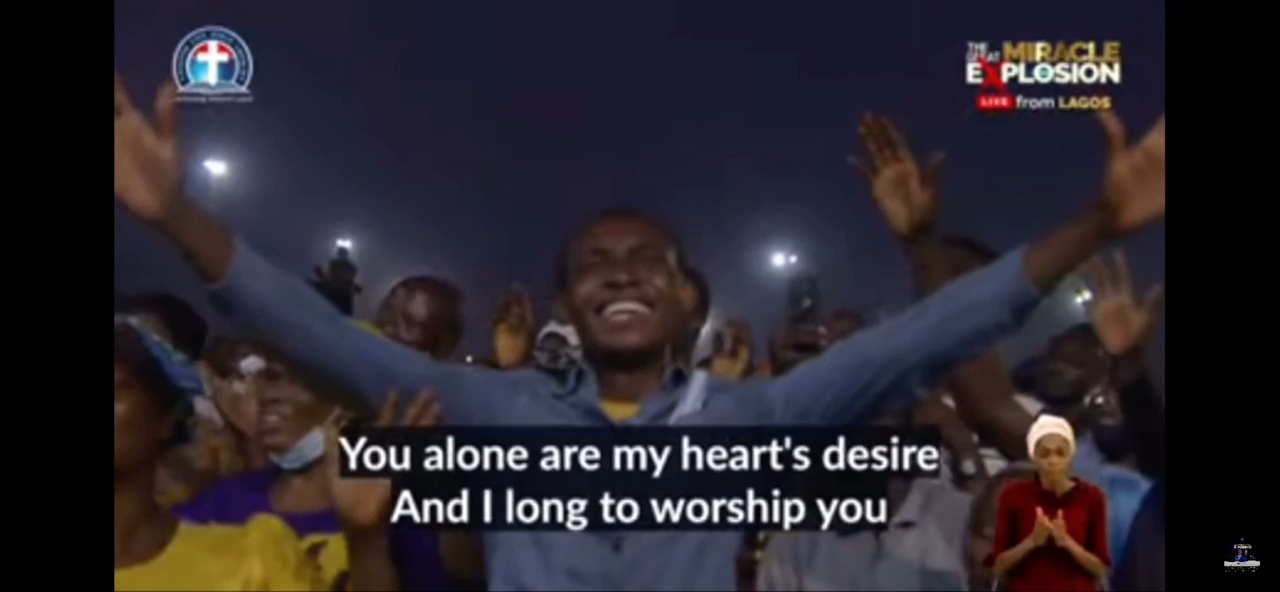 THE
GREAT MIRACLE
EXPLOSION
LIVE from LAGOS
You alone are my heart's desire
And I long to worship you